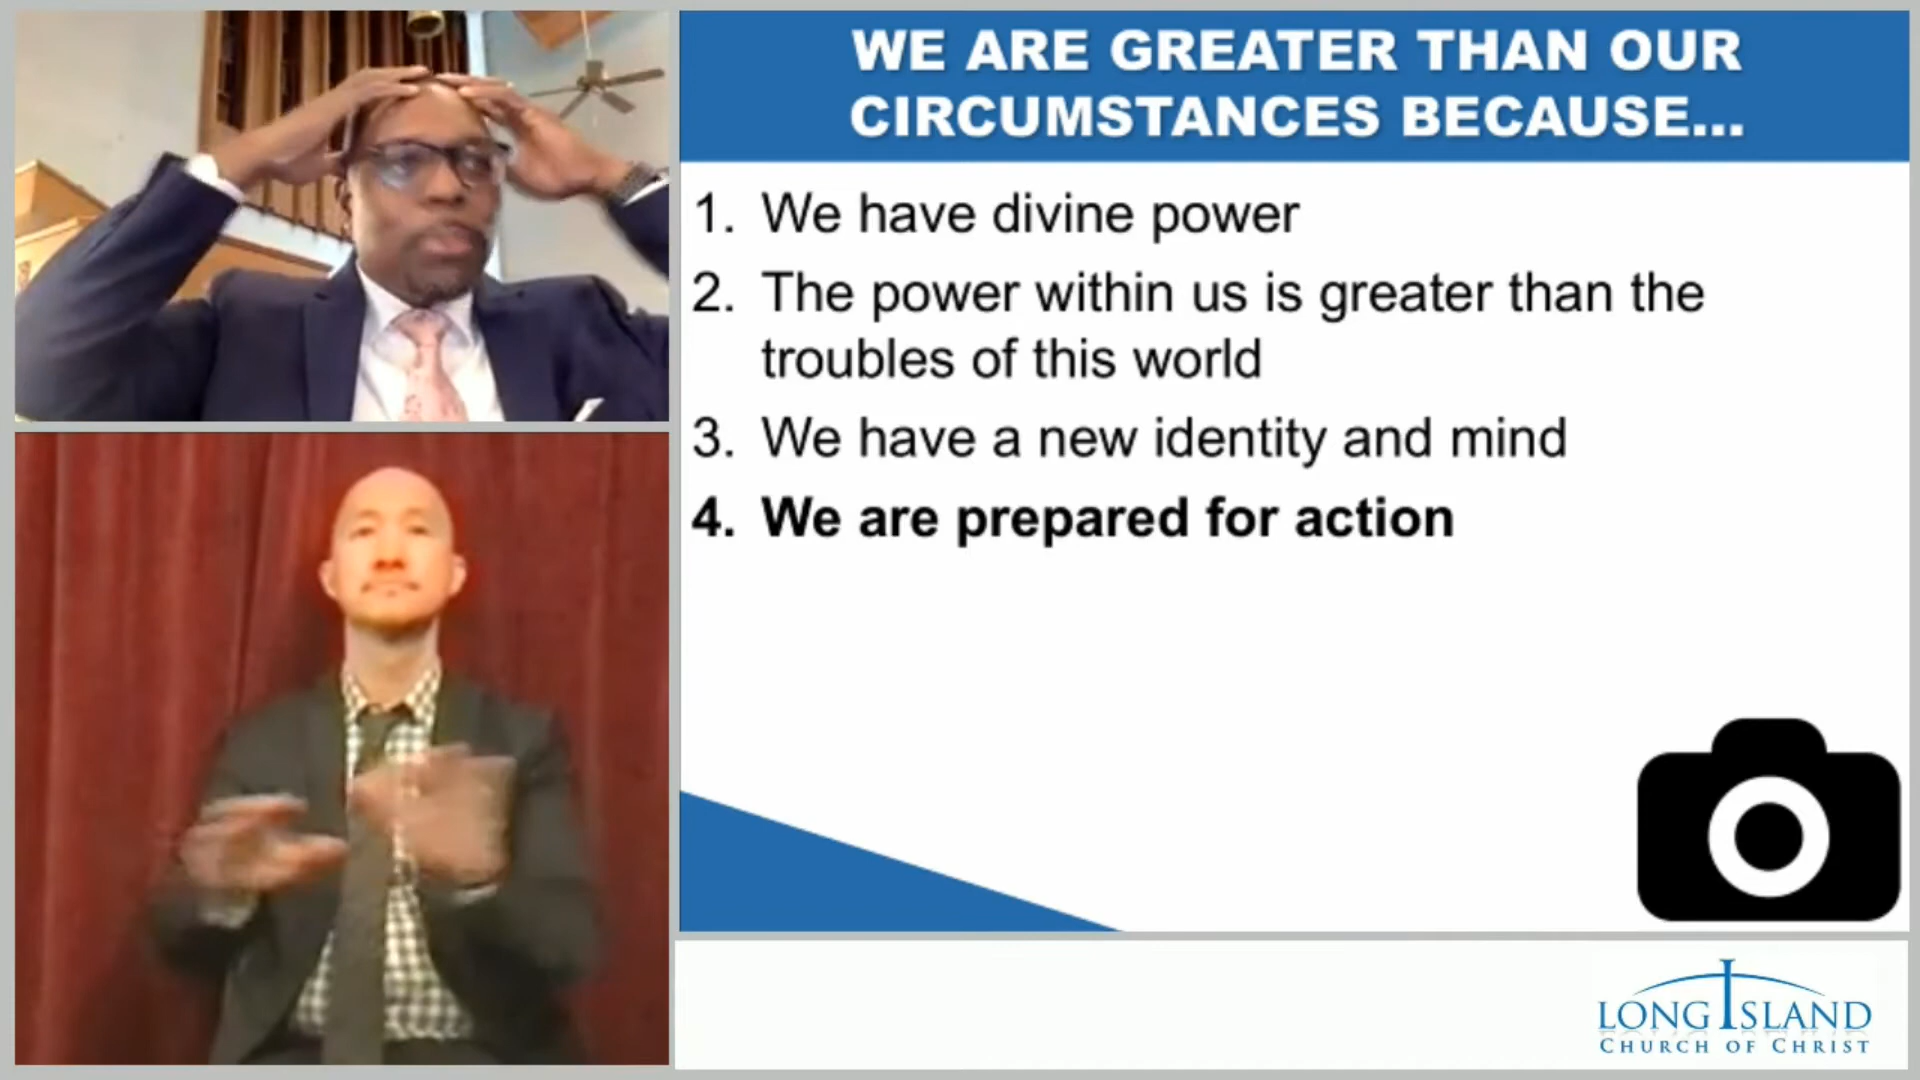 WE ARE GREATER THAN OUR
CIRCUMSTANCES BECAUSE...
1. We have divine power
2. The power within us is greater than the
troubles of this world
3. We have a new identity and mind
4. We are prepared for action
LONG ISLAND
CHURCH OF CHRIST